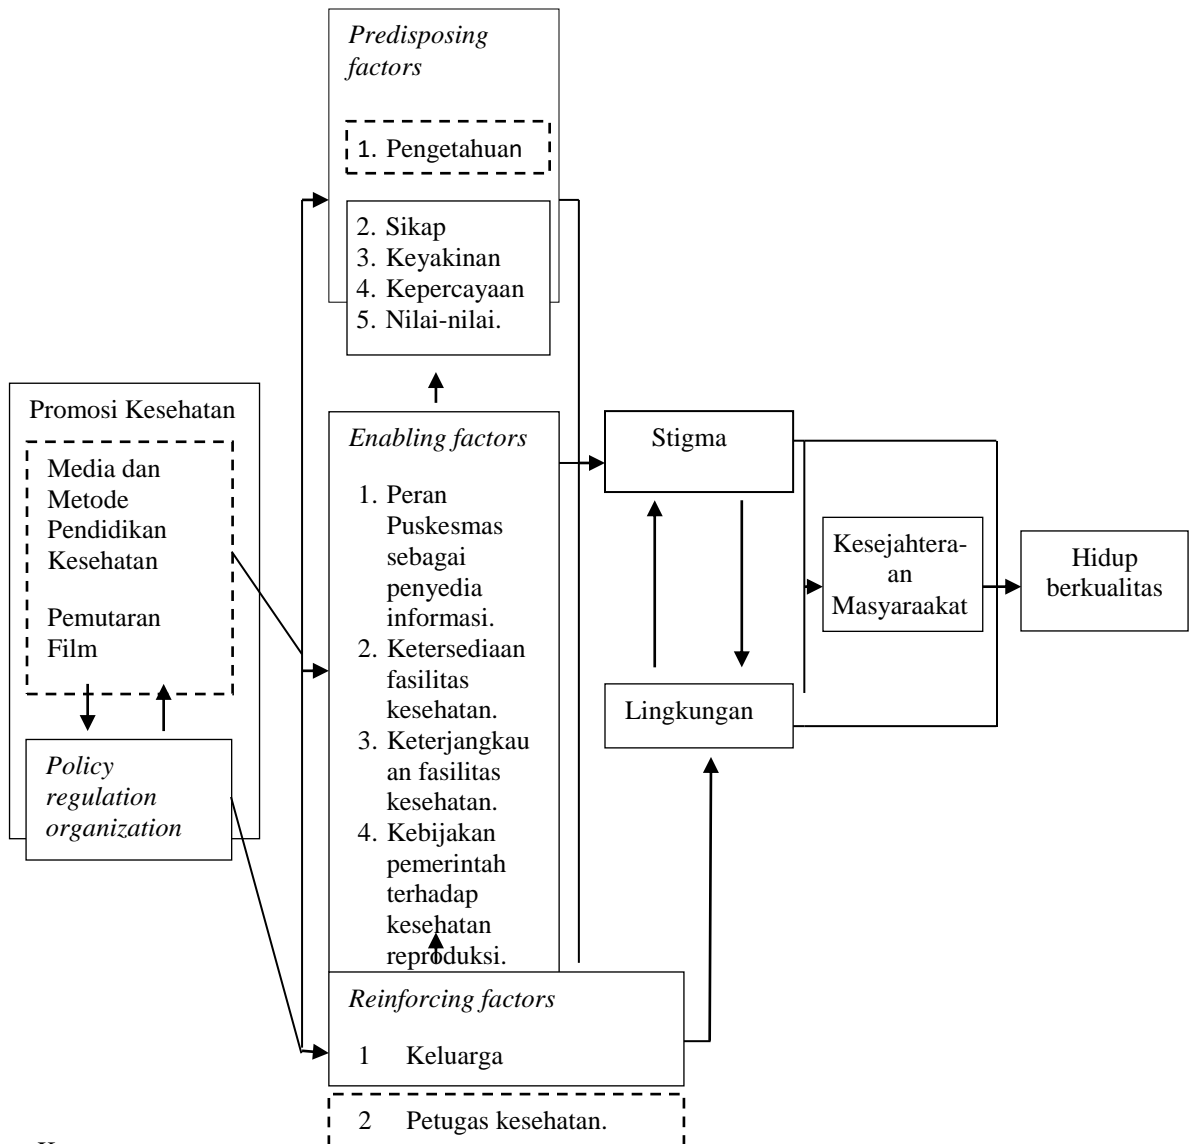 Predisposing
factors
1. Pengetahuan
2. Sikap
3. Keyakinan
4. Kepercayaan
5. Nilai-nilai.
Promosi Kesehatan
Media dan
Metode
Pendidikan
Kesehatan
Pemutaran
Film
Policy
regulation
organization
Enabling factors
1. Peran
Puskesmas
sebagai
penyedia
informasi.
2. Ketersediaan
fasilitas
kesehatan.
3. Keterjangkau
an fasilitas
kesehatan.
4. Kebijakan
pemerintah
terhadap
kesehatan
reproduksi.
Reinforcing factors
1 Keluarga
2 Petugas kesehatan.
Stigma
Lingkungan
Kesejahtera-
an
Masyaraakat
Hidup
berkualitas